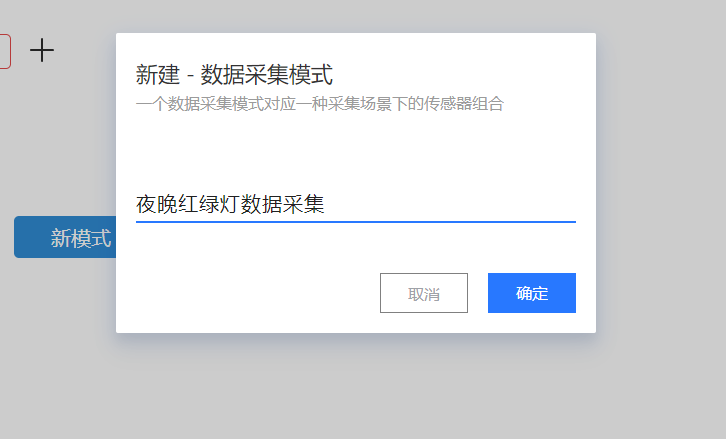 新建 - 数据采集模式
一个数据采集模式对应一种采集场景下的传感器组合
夜晚红绿灯数据采集
新模式
取消
确定